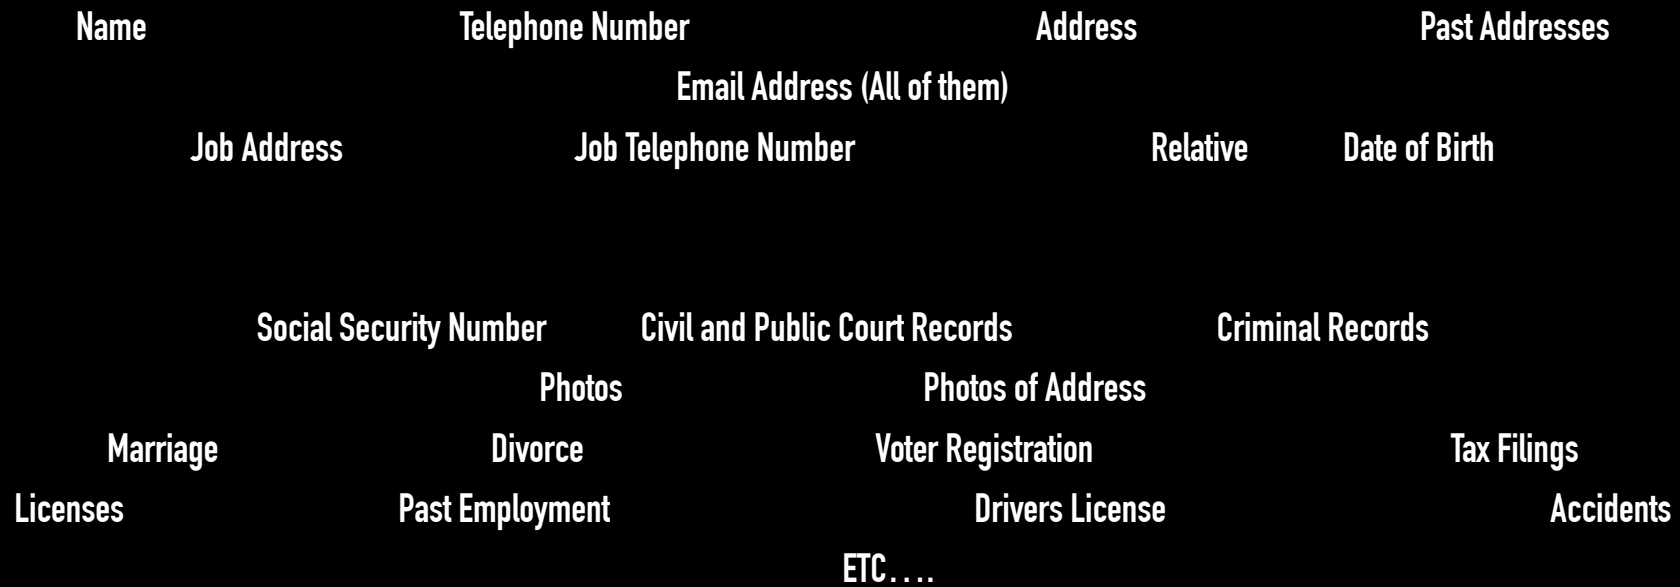 Name Telephone Number Address Past Addresses
Email Address (All of them)
Job Address Job Telephone Number Relative Date of Birth
Social Security Number Civil and Public Court Records Criminal Records
Photos Photos of Address
Marriage Divorce Voter Registration Tax Filings
Licenses Past Employment Drivers License Accidents
ETC....